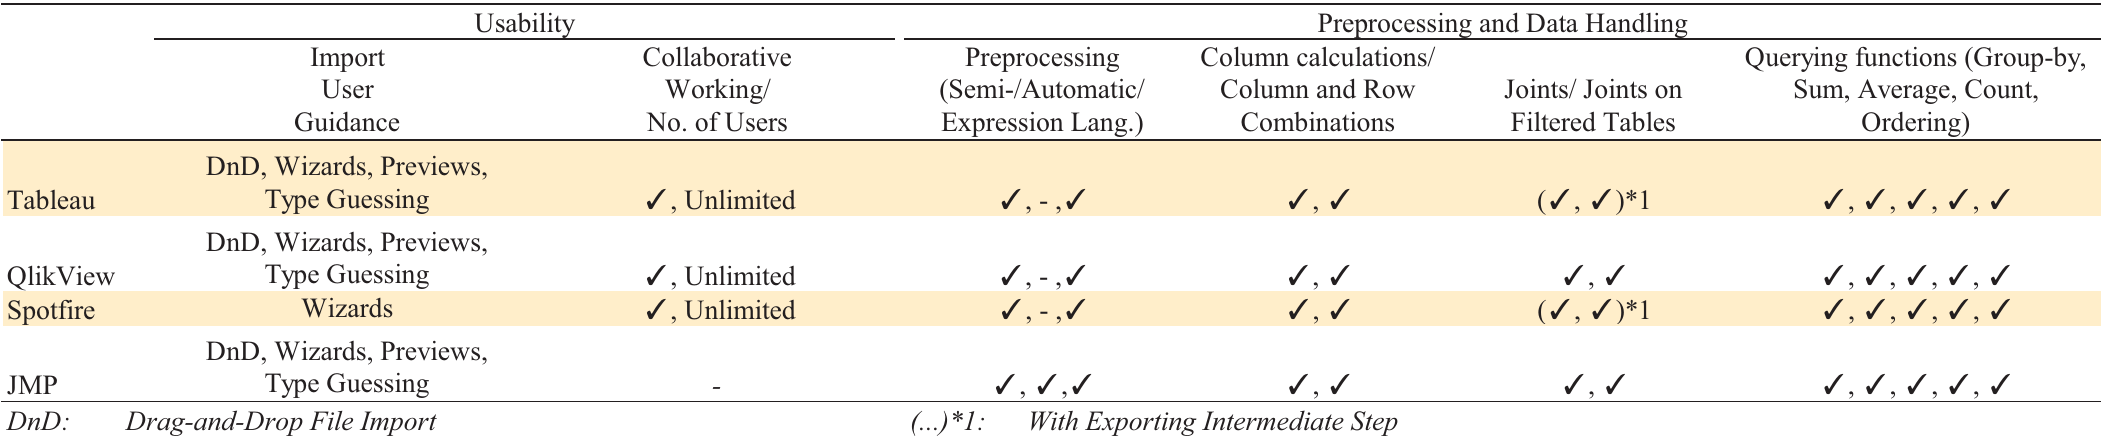 Usability Preprocessing and Data Handling
Import Collaborative Preprocessing Column calculations/ Querying functions (Group-by,
User Working/ (Semi-/Automatic/ Column and Row Joints/ Joints on Sum, Average, Count,
Guidance No. of Users Expression Lang.) Combinations Filtered Tables Ordering)
DnD, Wizards, Previews,
Tableau Type Guessing ✓, Unlimited ✓, - ,✓ ✓, ✓ (✓, ✓)*1 ✓, ✓, ✓, ✓, ✓
DnD, Wizards, Previews,
QlikView Type Guessing ✓, Unlimited ✓, - ,✓ ✓, ✓ ✓, ✓ ✓, ✓, ✓, ✓, ✓
Spotfire Wizards ✓, Unlimited ✓, - ,✓ ✓, ✓ (✓, ✓)*1 ✓, ✓, ✓, ✓, ✓
DnD, Wizards, Previews,
JMP Type Guessing - ✓, ✓,✓ ✓, ✓ ✓, ✓ ✓, ✓, ✓, ✓, ✓
DnD: Drag-and-Drop File Import (...)*1: With Exporting Intermediate Step